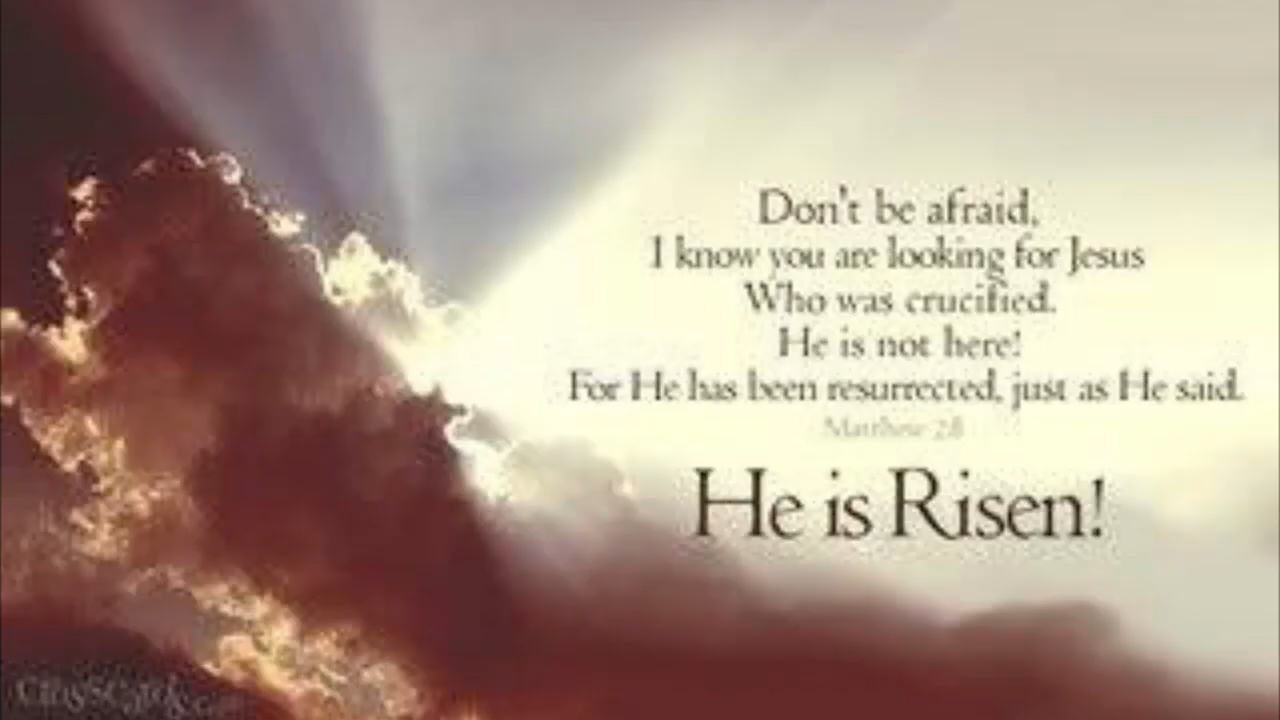 Don't be afraid,
I know you are looking for Jesus
Who was crucified.
He is not here!
For He has been resurrected, just as He said.
Matthew 28
He is Risen!